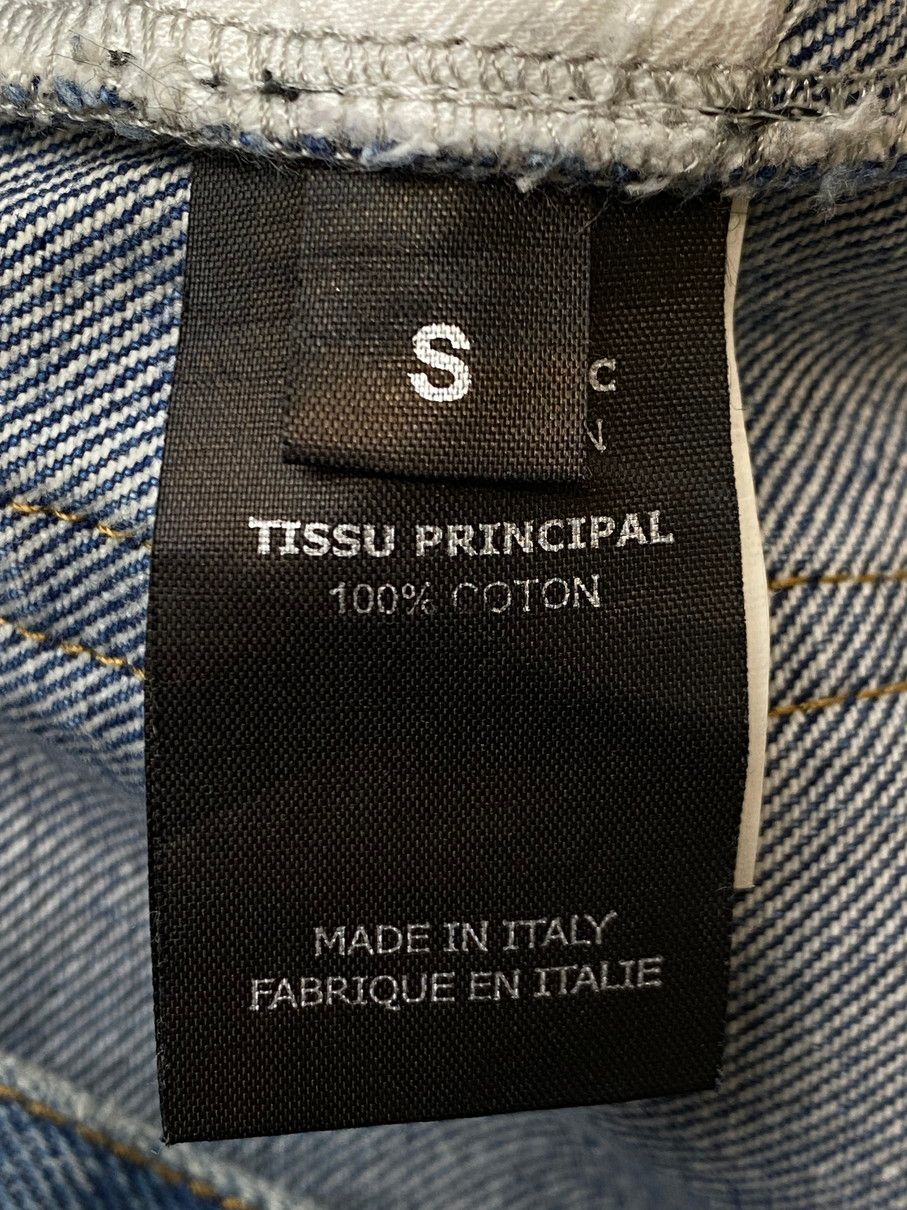 S
C
N
TISSU PRINCIPAL
100% COTON
MADE IN ITALY
FABRIQUE EN ITALIE